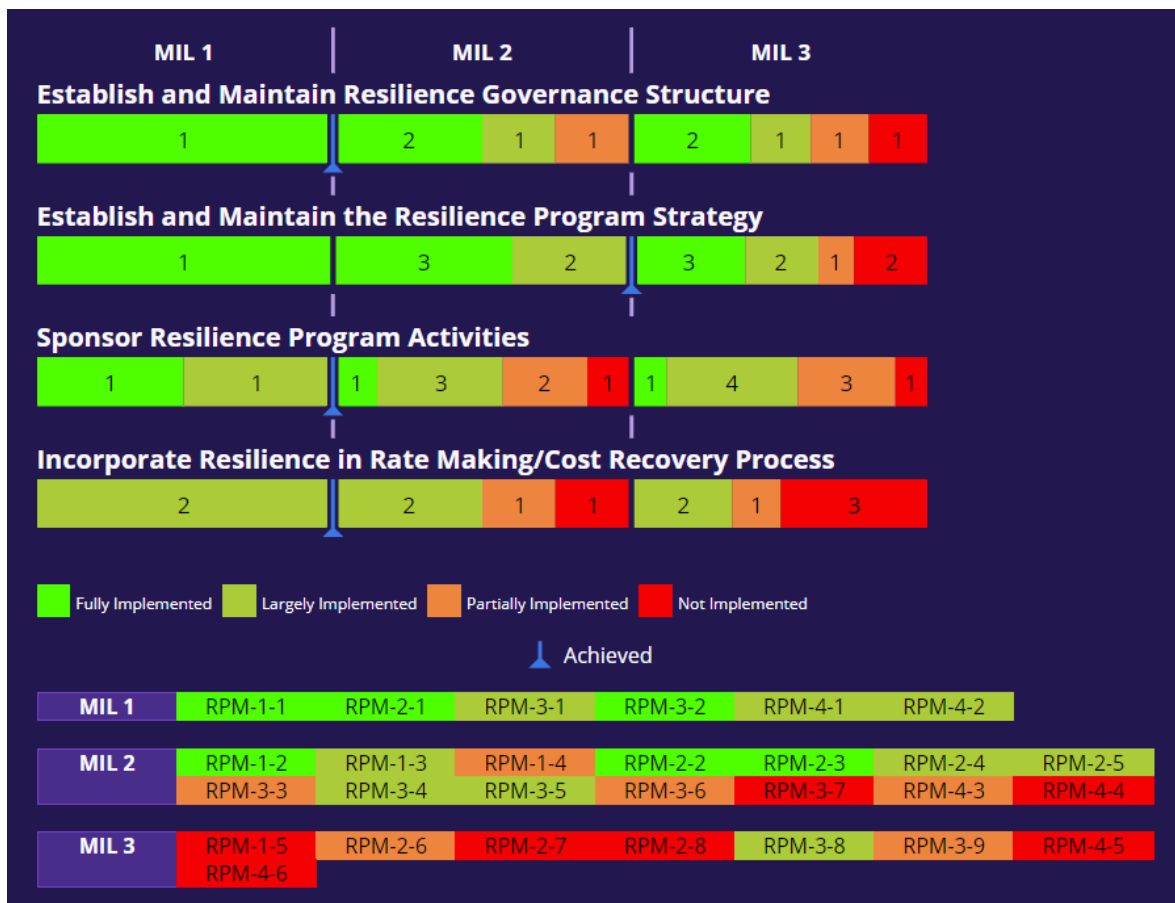 MIL 1 MIL 2 MIL 3
Establish and Maintain Resilience Governance Structure
1 2 1 1 2 1 1 1
Establish and Maintain the Resilience Program Strategy
1 3 2 3 2 1 2
Sponsor Resilience Program Activities
1 1 1 3 2 1 1 4 3 1
Incorporate Resilience in Rate Making/Cost Recovery Process
2 2 1 1 2 1 3
Fully Implemented Largely Implemented Partially Implemented Not Implemented
Achieved
MIL 1 RPM-1-1 RPM-2-1 RPM-3-1 RPM-3-2 RPM-4-1 RPM-4-2
MIL 2 RPM-1-2 RPM-1-3 RPM-1-4 RPM-2-2 RPM-2-3 RPM-2-4 RPM-2-5
RPM-3-3 RPM-3-4 RPM-3-5 RPM-3-6 RPM-3-7 RPM-4-3 RPM-4-4
MIL 3 RPM-1-5 RPM-2-6 RPM-2-7 RPM-2-8 RPM-3-8 RPM-3-9 RPM-4-5
RPM-4-6